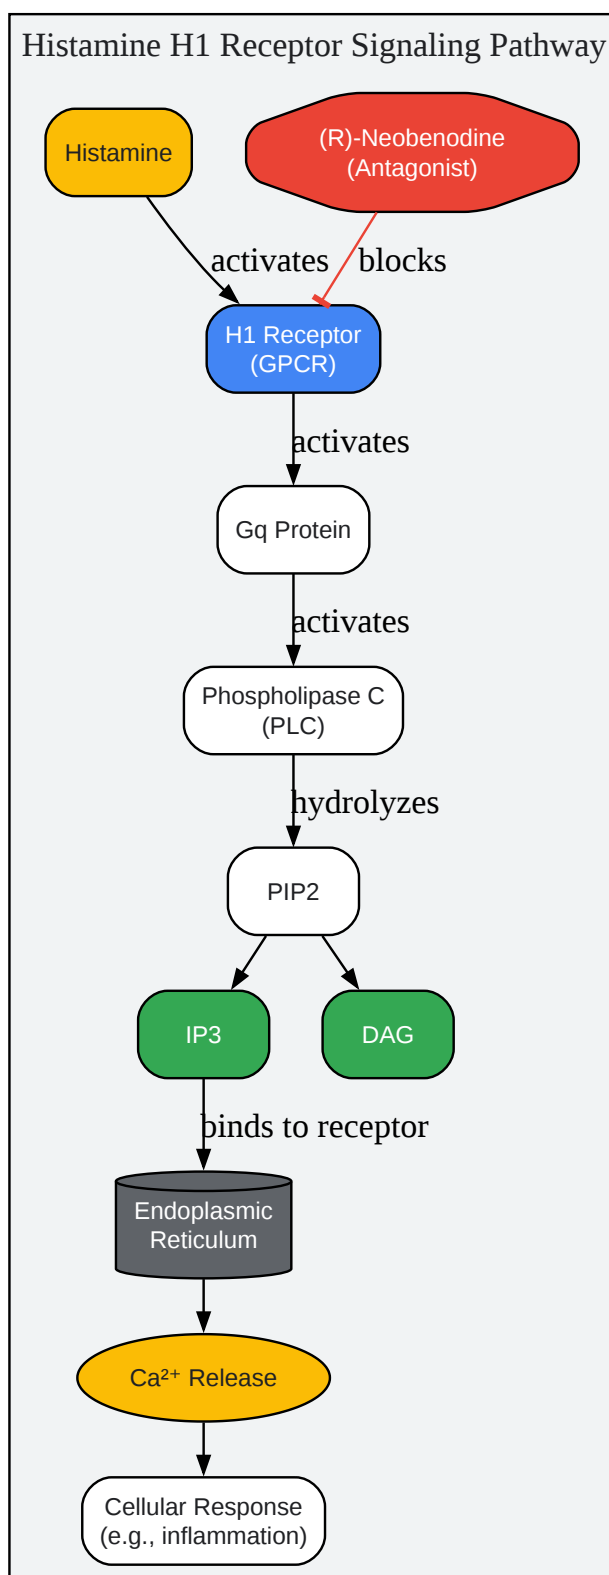 Histamine H1 Receptor Signaling Pathway
Histamine
(R)-Neobenodine
(Antagonist)
activates
blocks
H1 Receptor
(GPCR)
activates
Gq Protein
activates
Phospholipase C
(PLC)
hydrolyzes
PIP2
IP3
DAG
binds to receptor
Endoplasmic
Reticulum
Ca²⁺ Release
Cellular Response
(e.g., inflammation)